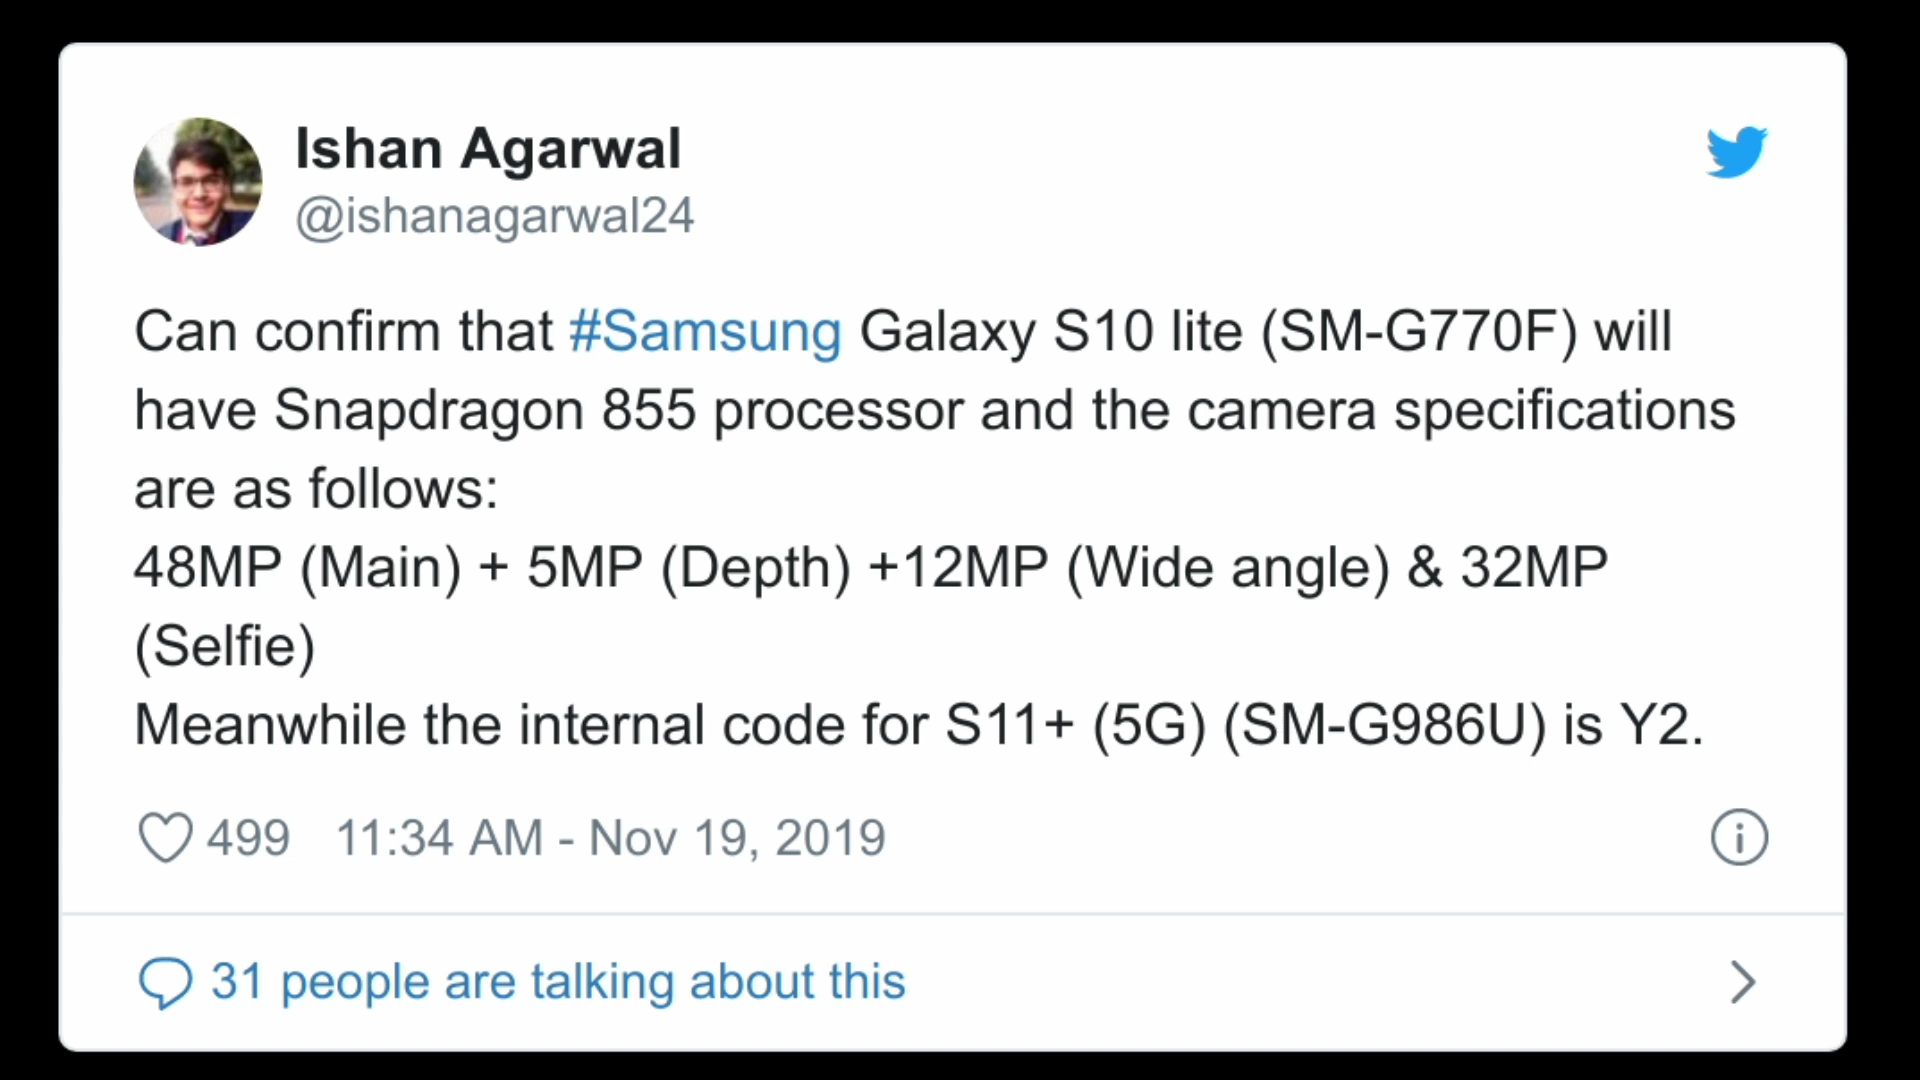 Ishan Agarwal
@ishanagarwal24
Can confirm that #Samsung Galaxy S10 lite (SM-G770F) will
have Snapdragon 855 processor and the camera specifications
are as follows:
48MP (Main) + 5MP (Depth) +12MP (Wide angle) & 32MP
(Selfie)
Meanwhile the internal code for S11+ (5G) (SM-G986U) is Y2.
499 11:34 AM - Nov 19, 2019
31 people are talking about this